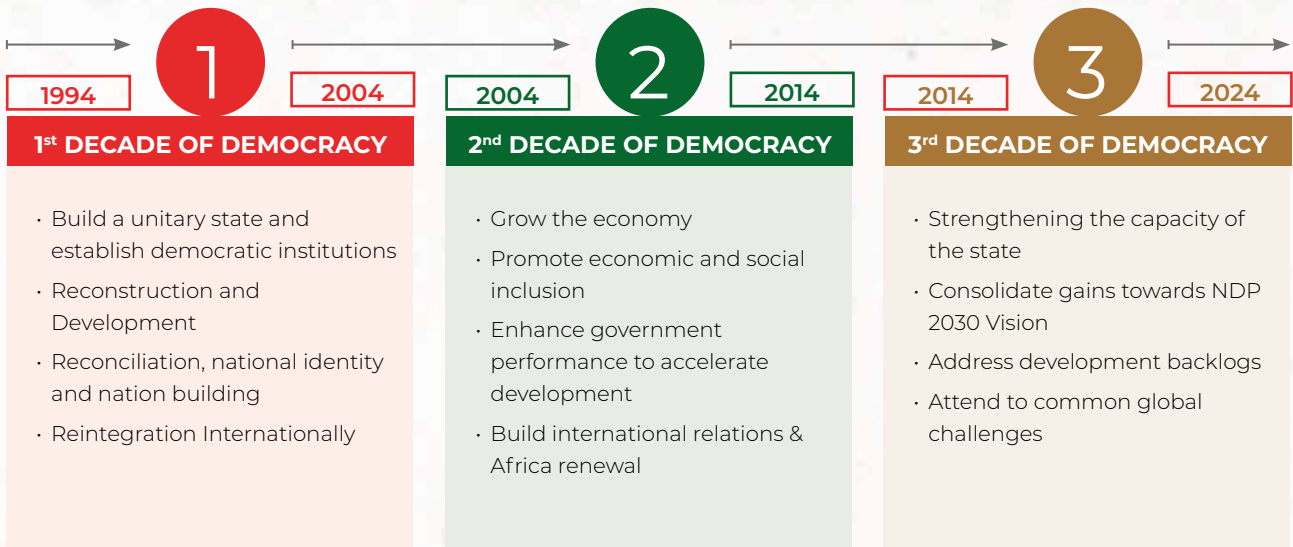 1
1994
2004
1st DECADE OF DEMOCRACY
· Build a unitary state and
establish democratic institutions
· Reconstruction and
Development
· Reconciliation, national identity
and nation building
· Reintegration Internationally
2
2004
2014
2nd DECADE OF DEMOCRACY
· Grow the economy
· Promote economic and social
inclusion
· Enhance government
performance to accelerate
development
· Build international relations &
Africa renewal
3
2014
2024
3rd DECADE OF DEMOCRACY
· Strengthening the capacity of
the state
· Consolidate gains towards NDP
2030 Vision
· Address development backlogs
· Attend to common global
challenges